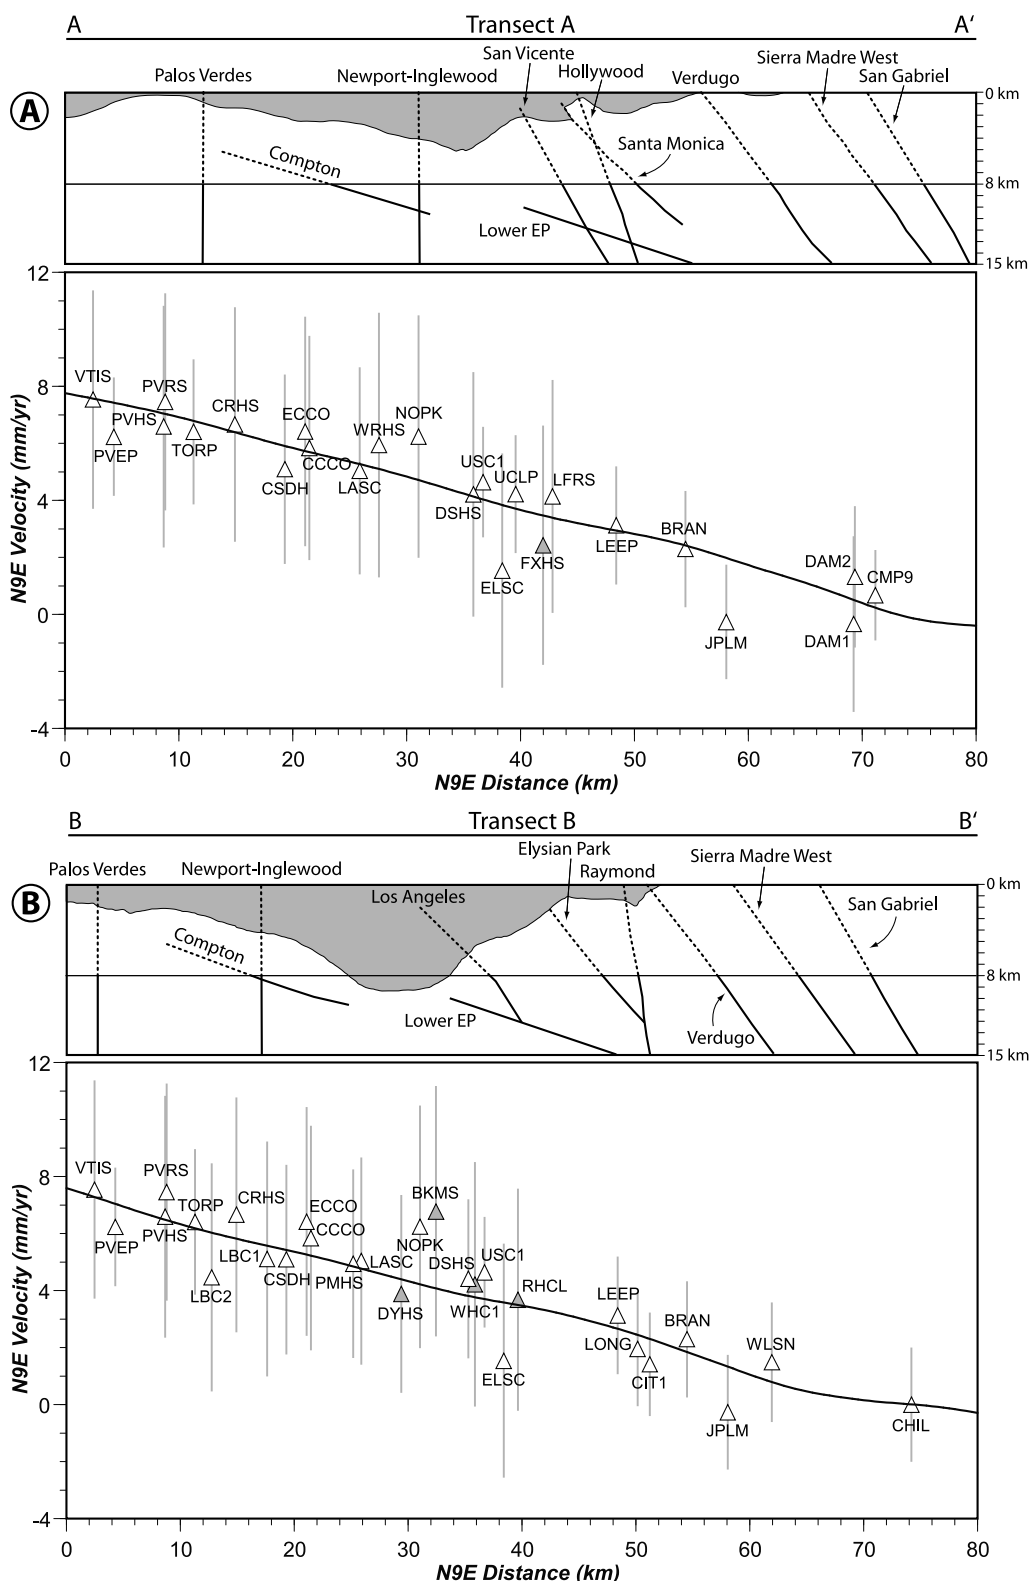 A Transect A A'
San Vicente
Hollywood
Sierra Madre West
Palos Verdes Newport-Inglewood Verdugo San Gabriel
A
0 km
Santa Monica
Compton
8 km
Lower EP
15 km
12
8
4
0
-4
N9E Velocity (mm/yr)
VTIS
PVEP
PVRS
PVHS
TORP
CRHS
CSDH
ECCO
CCCO
LASC
WRHS
NOPK
DSHS
USC1
ELSC
UCLP
FXHS
LFRS
LEEP
BRAN
JPLM
DAM2
DAM1
CMP9
0 10 20 30 40 50 60 70 80
N9E Distance (km)
B Transect B B'
Elysian Park
Palos Verdes Newport-Inglewood Raymond Sierra Madre West
B
0 km
Los Angeles
San Gabriel
Compton
8 km
Lower EP
Verdugo
15 km
12
8
4
0
-4
N9E Velocity (mm/yr)
VTIS
PVEP
PVRS
PVHS
TORP
LBC2
CRHS
LBC1
CSDH
ECCO
CCCO
PMHS
LASC
DYHS
NOPK
BKMS
DSHS
WHC1
USC1
ELSC
RHCL
LEEP
LONG
CIT1
BRAN
JPLM
WLSN
CHIL
0 10 20 30 40 50 60 70 80
N9E Distance (km)